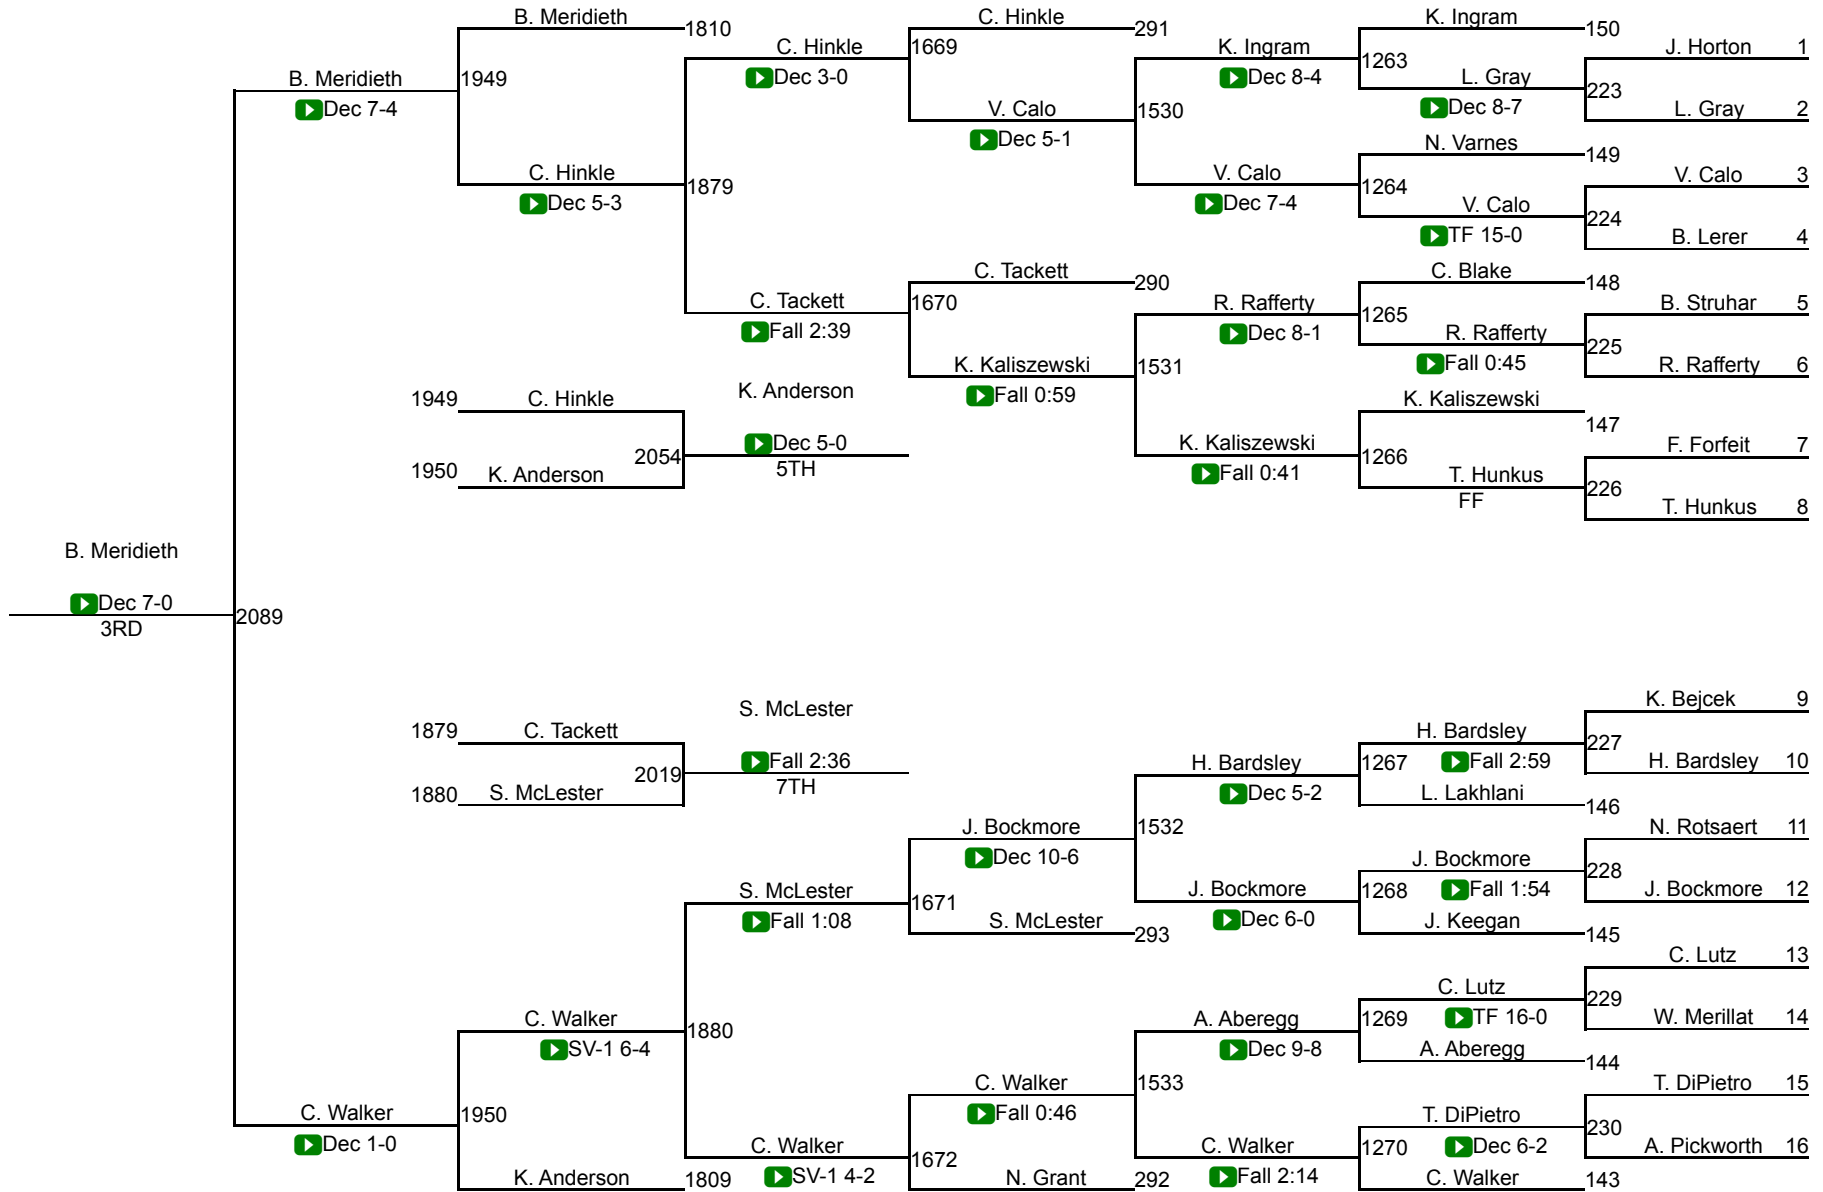 B. Meridieth
1810
C. Hinkle
291
K. Ingram
150
C. Hinkle
1669
K. Ingram
1263
J. Horton 1
B. Meridieth
1949
Dec 3-0
Dec 8-4
L. Gray
223
Dec 7-4
V. Calo
1530
Dec 8-7
L. Gray 2
Dec 5-1
N. Varnes
149
C. Hinkle
1879
V. Calo
1264
V. Calo 3
Dec 5-3
Dec 7-4
V. Calo
224
TF 15-0
B. Lerer 4
C. Tackett
290
C. Blake
148
C. Tackett
1670
R. Rafferty
1265
B. Struhar 5
Fall 2:39
Dec 8-1
R. Rafferty
225
K. Kaliszewski
1531
Fall 0:45
R. Rafferty 6
1949
C. Hinkle
K. Anderson
Fall 0:59
K. Kaliszewski
147
Dec 5-0
K. Kaliszewski
F. Forfeit 7
1950
K. Anderson
2054
5TH
Fall 0:41
1266
T. Hunkus
226
FF
T. Hunkus 8
B. Meridieth
Dec 7-0
2089
3RD
K. Bejcek 9
S. McLester
1879
C. Tackett
H. Bardsley
227
2019
Fall 2:36
H. Bardsley
1267
Fall 2:59
H. Bardsley 10
1880
S. McLester
7TH
Dec 5-2
L. Lakhlani
146
J. Bockmore
1532
N. Rotsaert 11
Dec 10-6
J. Bockmore
228
S. McLester
1671
J. Bockmore
1268
Fall 1:54
J. Bockmore 12
Fall 1:08
S. McLester
293
Dec 6-0
J. Keegan
145
C. Lutz 13
C. Lutz
229
C. Walker
1880
A. Aberegg
1269
TF 16-0
W. Merillat 14
SV-1 6-4
Dec 9-8
A. Aberegg
144
C. Walker
1533
T. DiPietro 15
C. Walker
1950
Fall 0:46
T. DiPietro
230
Dec 1-0
C. Walker
1672
C. Walker
1270
Dec 6-2
A. Pickworth 16
K. Anderson
1809
SV-1 4-2
N. Grant
292
Fall 2:14
C. Walker
143